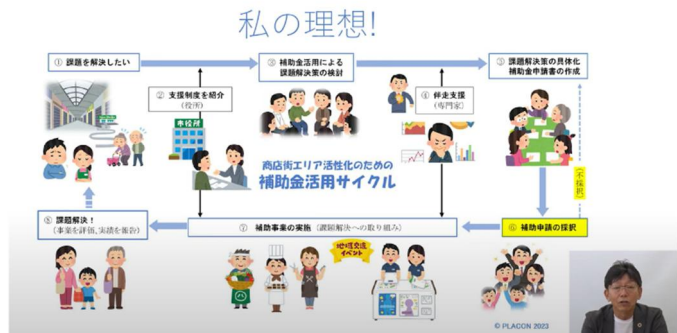 私の理想!
① 課題を解決したい
② 支援制度を紹介
(役所)
市役所
③ 補助金活用による
課題解決策の検討
④ 伴走支援
(専門家)
⑤ 課題解決策の具体化
補助金申請書の作成
商店街エリア活性化のための
補助金活用サイクル
(不採択)
⑥ 補助申請の採択
⑦ 補助事業の実施(課題解決への取り組み)
⑧ 課題解決!
(事業を評価、実績を報告)
地域交流
イベント
© PLACON 2023